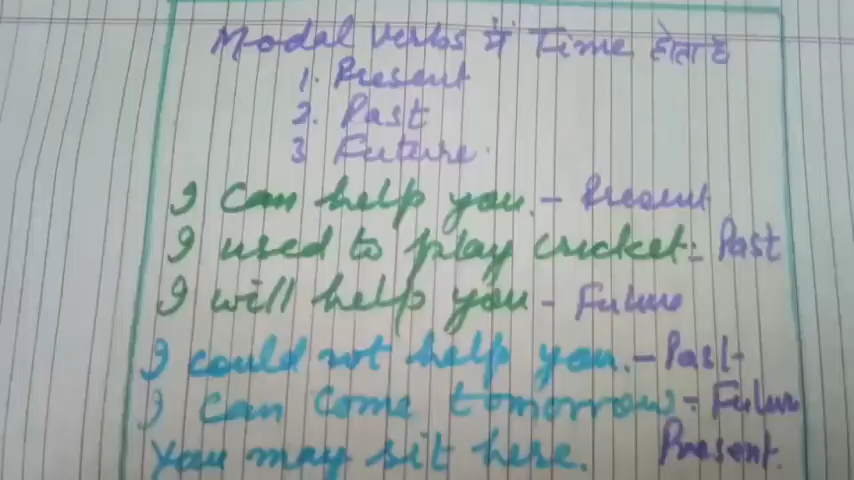 Modal verbs में Time होता है
1. Present
2. Past
3 Future.
I can help you. - Present
I used to play cricket - Past
I will help you - Future
I could not help you. - Past
I can come tomorrow - Future
You may sit here. Present.